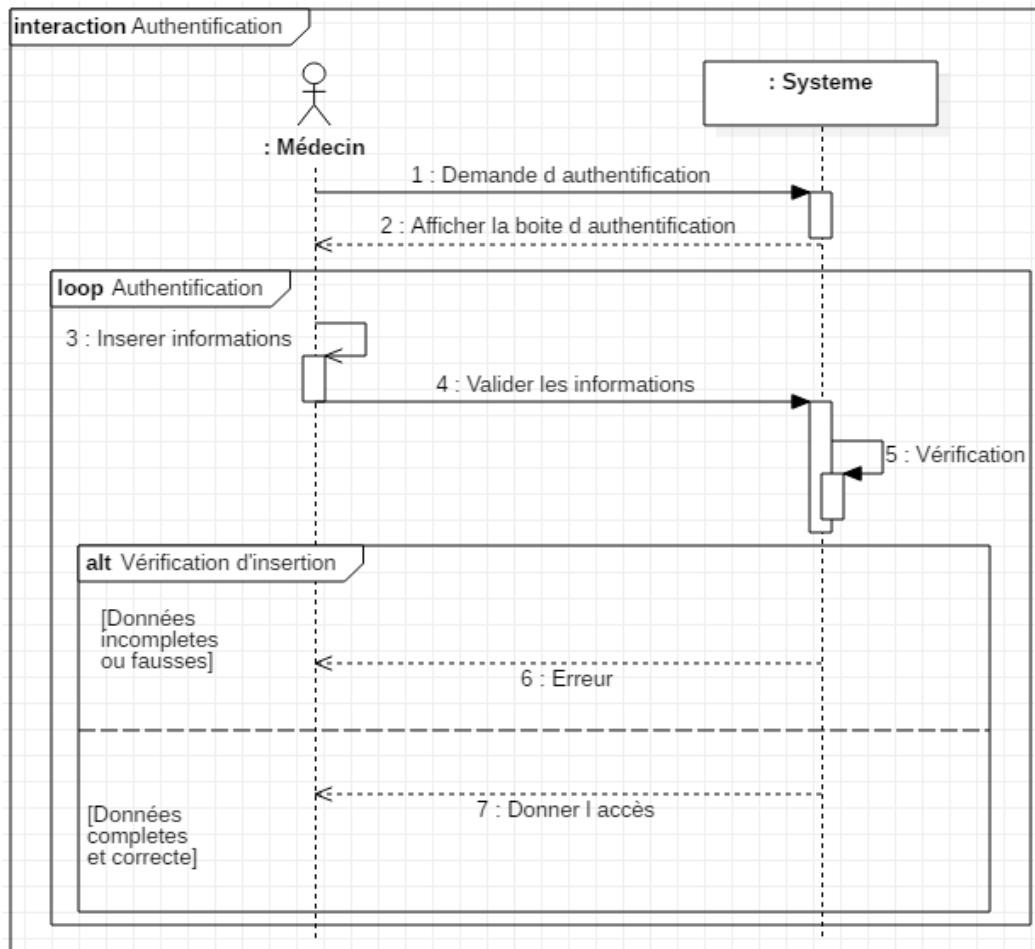 interaction Authentification
: Systeme
: Médecin
1 : Demande d authentification
2 : Afficher la boite d authentification
loop Authentification
3 : Inserer informations
4 : Valider les informations
5 : Vérification
alt Vérification d'insertion
[Données
incompletes
ou fausses]
6 : Erreur
7 : Donner l accès
[Données
completes
et correcte]